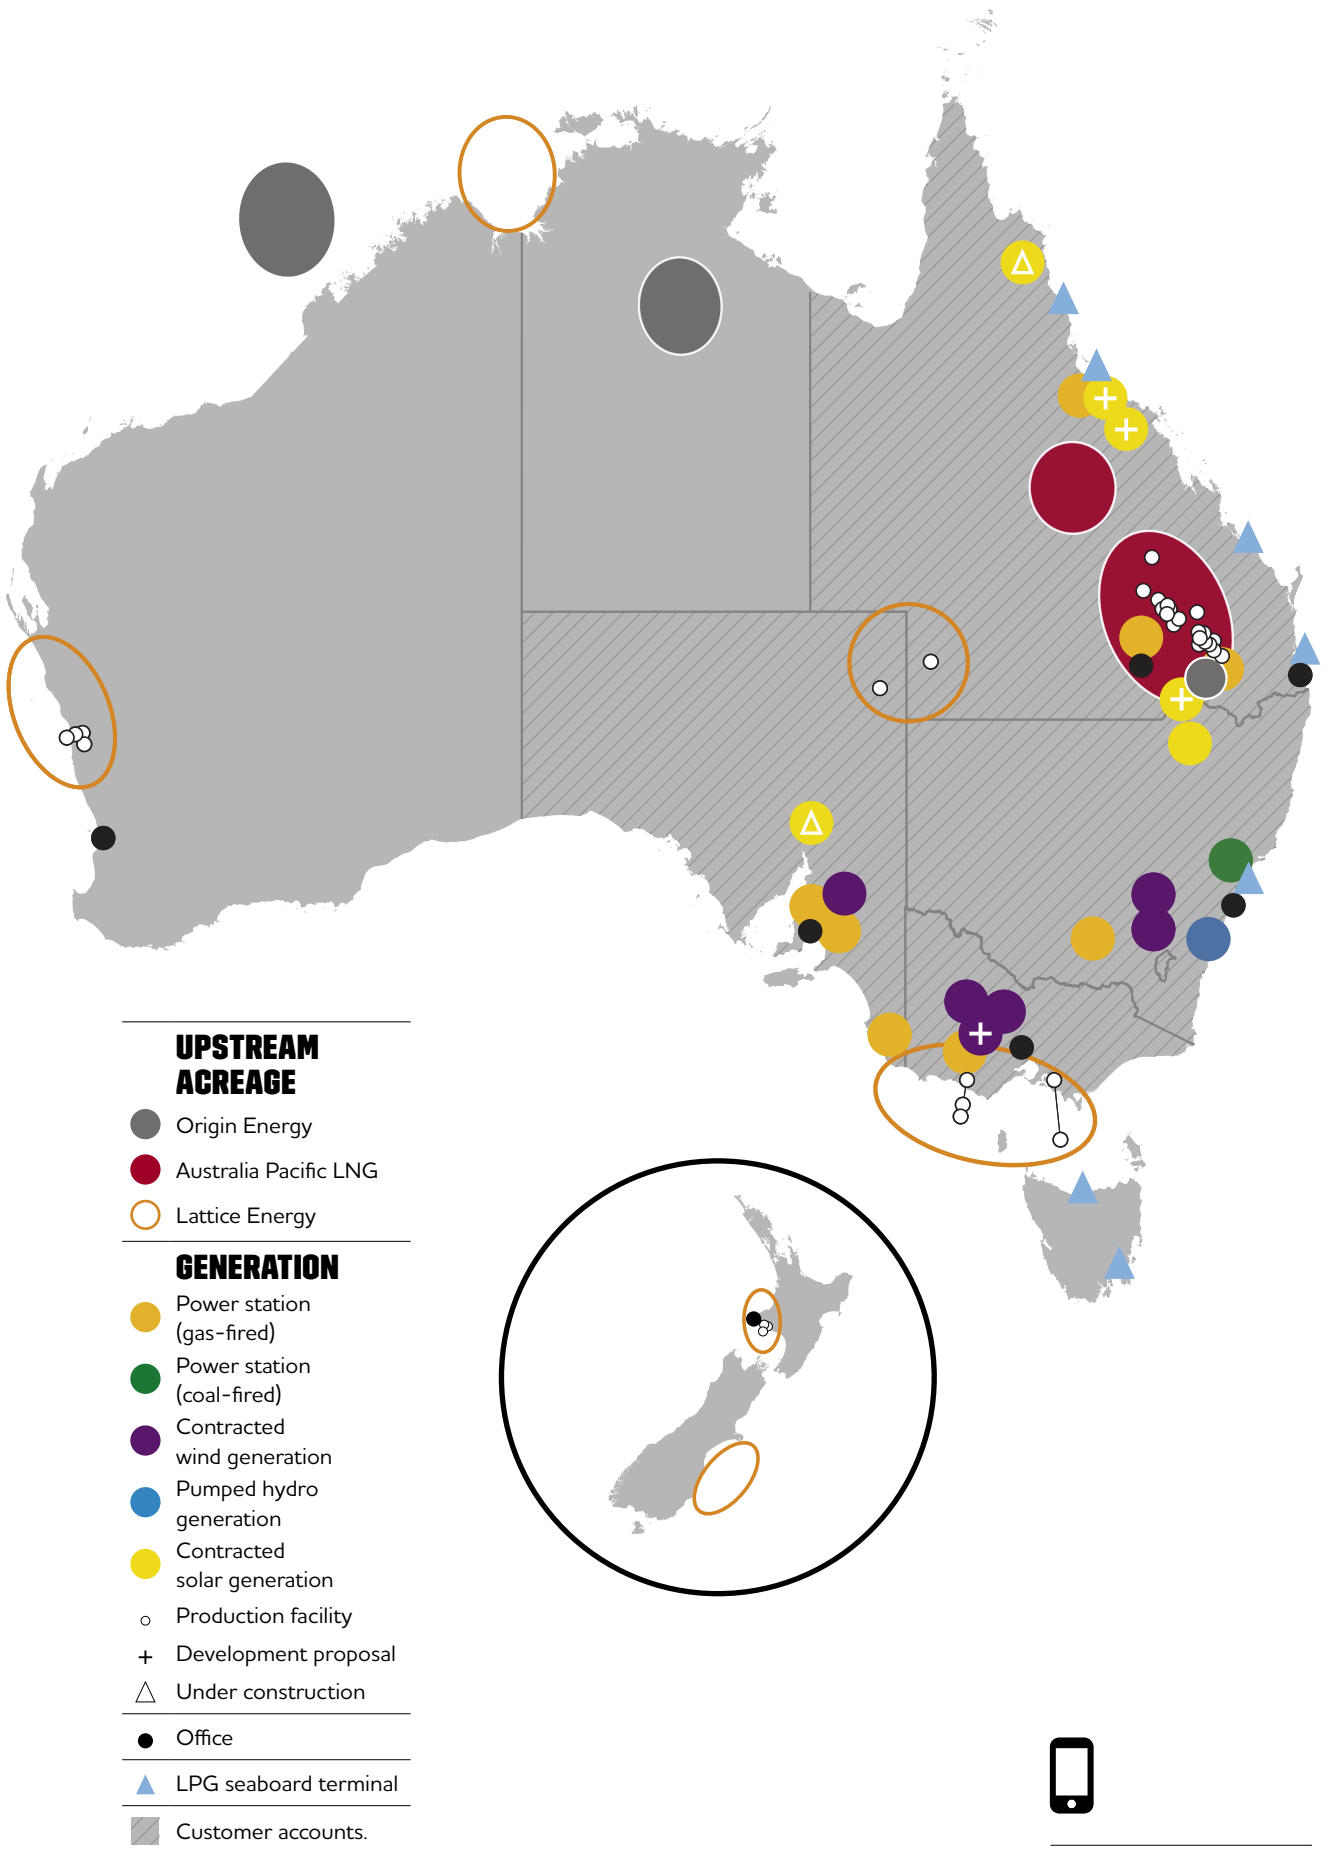 UPSTREAM
ACREAGE
Origin Energy
Australia Pacific LNG
Lattice Energy
GENERATION
Power station
(gas-fired)
Power station
(coal-fired)
Contracted
wind generation
Pumped hydro
generation
Contracted
solar generation
Production facility
Development proposal
Under construction
Office
LPG seaboard terminal
Customer accounts.